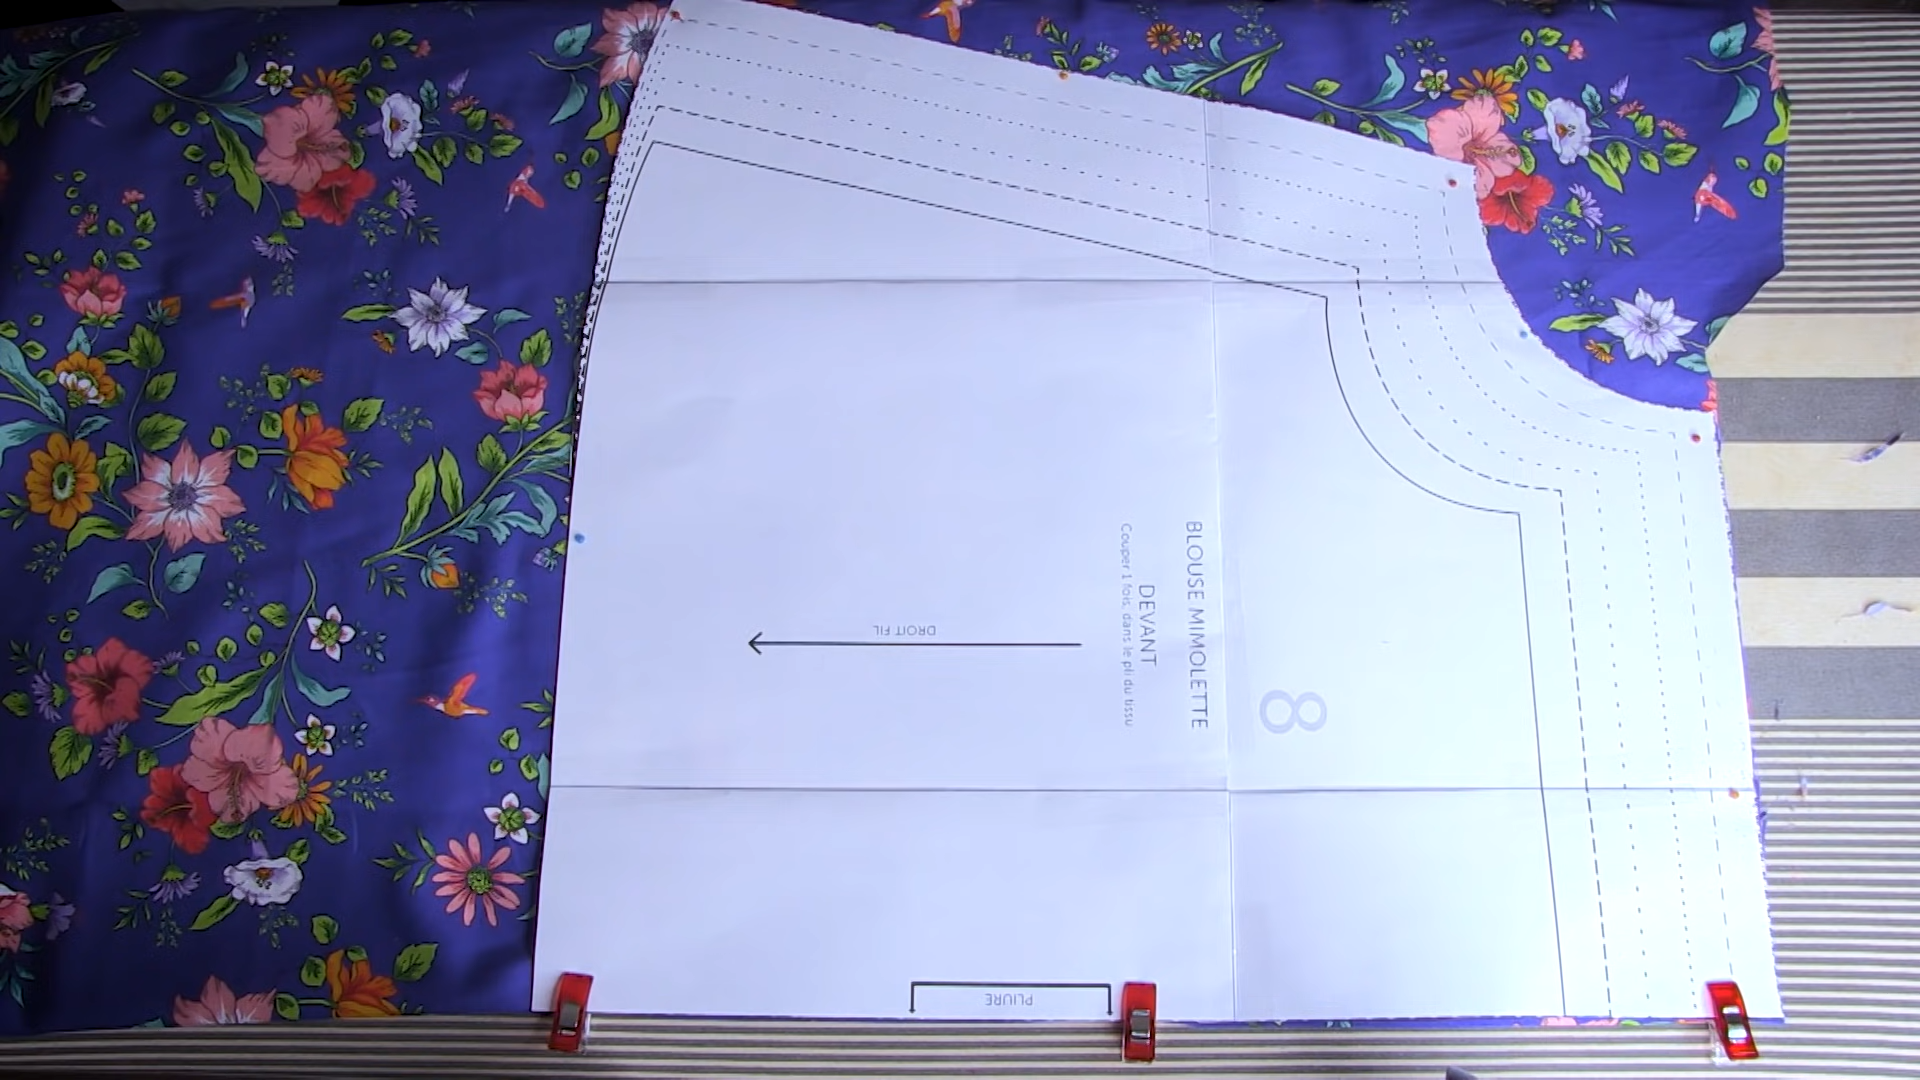 BLOUSE MIMOLETTE
DEVANT
Couper 1 fois, dans le pli du tissu
8
DROIT FIL
PLIURE